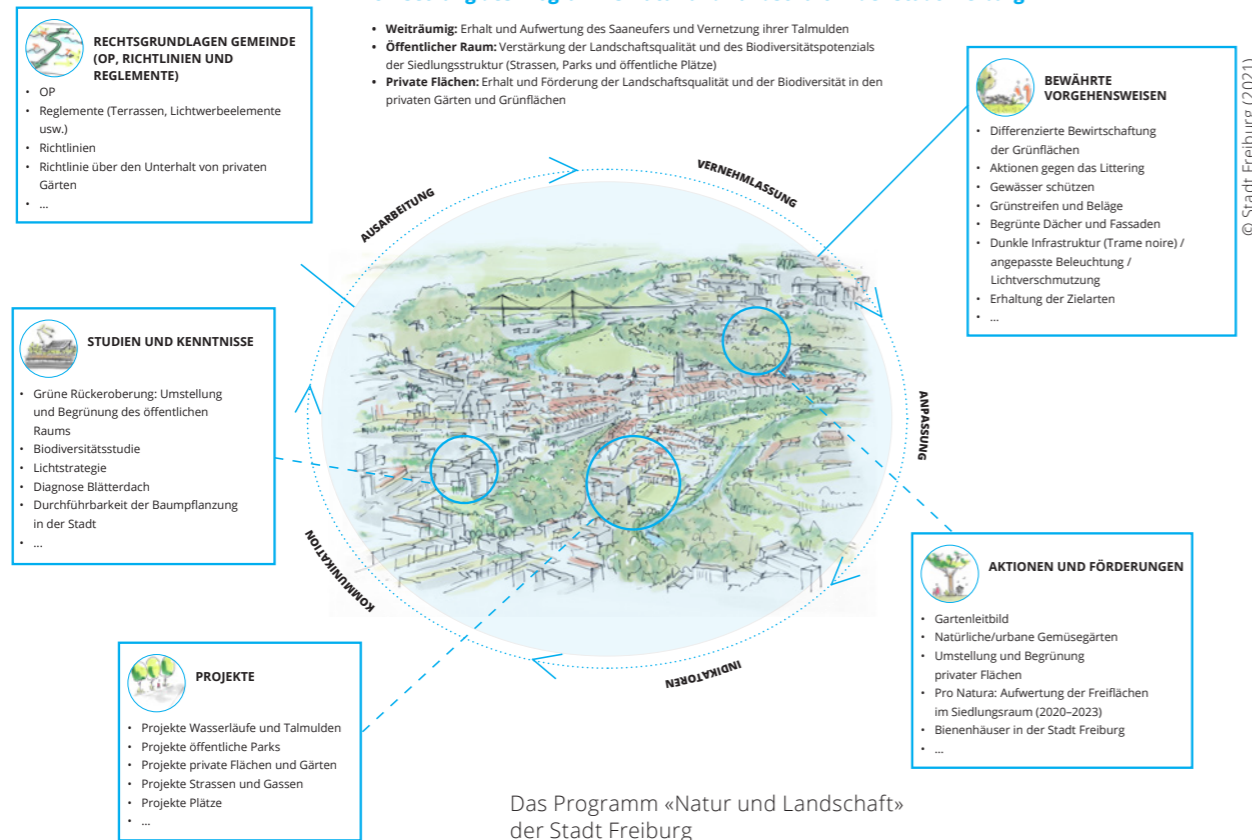 Weiträumig: Erhalt und Aufwertung des Saaneufers und Vernetzung ihrer Talmulden
Öffentlicher Raum: Verstärkung der Landschaftsqualität und des Biodiversitätspotenzials
der Siedlungsstruktur (Strassen, Parks und öffentliche Plätze)
Private Flächen: Erhalt und Förderung der Landschaftsqualität und der Biodiversität in den
privaten Gärten und Grünflächen
RECHTSGRUNDLAGEN GEMEINDE
(OP, RICHTLINIEN UND
REGLEMENTE)
• OP
• Reglemente (Terrassen, Lichtwerbeelemente
usw.)
• Richtlinien
• Richtlinie über den Unterhalt von privaten
Gärten
• ...
STUDIEN UND KENNTNISSE
• Grüne Rückeroberung: Umstellung
und Begrünung des öffentlichen
Raums
• Biodiversitätsstudie
• Lichtstrategie
• Diagnose Blätterdach
• Durchführbarkeit der Baumpflanzung
in der Stadt
• ...
PROJEKTE
• Projekte Wasserläufe und Talmulden
• Projekte öffentliche Parks
• Projekte private Flächen und Gärten
• Projekte Strassen und Gassen
• Projekte Plätze
• ...
AUSARBEITUNG
VERNEHMLASSUNG
ANPASSUNG
INDIKATOREN
KOMMUNIKATION
BEWÄHRTE
VORGEHENSWEISEN
• Differenzierte Bewirtschaftung
der Grünflächen
• Aktionen gegen das Littering
• Gewässer schützen
• Grünstreifen und Beläge
• Begrünte Dächer und Fassaden
• Dunkle Infrastruktur (Trame noire) /
angepasste Beleuchtung /
Lichtverschmutzung
• Erhaltung der Zielarten
• ...
AKTIONEN UND FÖRDERUNGEN
• Gartenleitbild
• Natürliche/urbane Gemüsegärten
• Umstellung und Begrünung
privater Flächen
• Pro Natura: Aufwertung der Freiflächen
im Siedlungsraum (2020–2023)
• Bienenhäuser in der Stadt Freiburg
• ...
© Stadt Freiburg (2021)
Das Programm «Natur und Landschaft»
der Stadt Freiburg